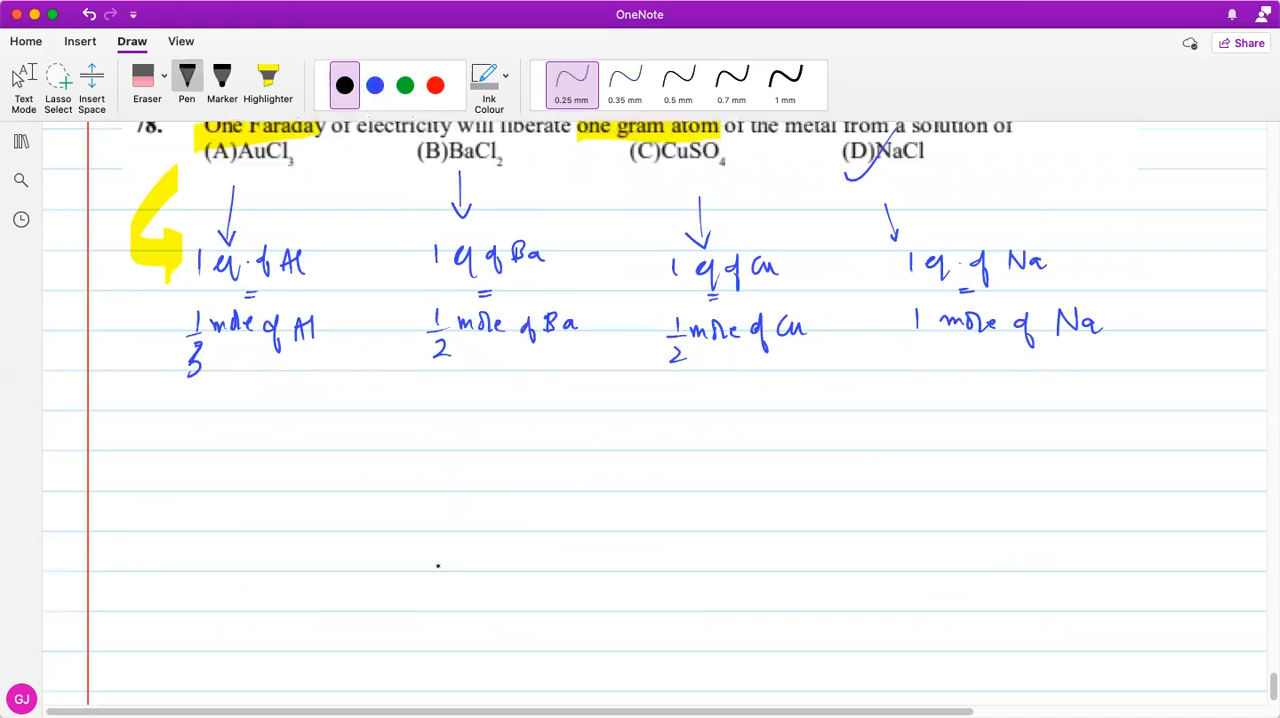 OneNote
Home Insert Draw View
Share
Text Mode
Lasso Select
Insert Space
Eraser
Pen
Marker
Highlighter
Ink Colour
0.25 mm 0.35 mm 0.5 mm 0.7 mm 1 mm
78. One Faraday of electricity will liberate one gram atom of the metal from a solution of
(A)AuCl₃ (B)BaCl₂ (C)CuSO₄ (D)NaCl
1 eq. of Al 1 eq of Ba 1 eq of Cu 1 eq. of Na
1/3 mole of Al 1/2 mole of Ba 1/2 mole of Cu 1 mole of Na
GJ